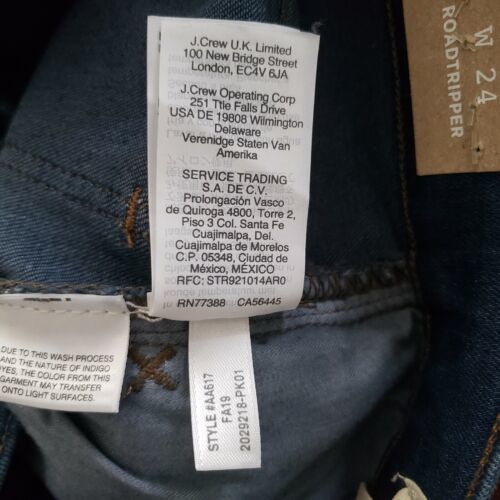 J.Crew U.K. Limited
100 New Bridge Street
London, EC4V 6JA
J.Crew Operating Corp
251 Ttle Falls Drive
USA DE 19808 Wilmington
Delaware
Verenidge Staten Van
Amerika
SERVICE TRADING
S.A. DE C.V.
Prolongación Vasco
de Quiroga 4800, Torre 2,
Piso 3 Col. Santa Fe
Cuajimalpa, Del.
Cuajimalpa de Morelos
C.P. 05348, Ciudad de
México, MÉXICO
RFC: STR921014AR0
RN77388 CA56445
W 24
ROADTRIPPER
DUE TO THIS WASH PROCESS
AND THE NATURE OF INDIGO
YES, THE COLOR FROM THIS
GARMENT MAY TRANSFER
ONTO LIGHT SURFACES.
STYLE #AA617
FA19
2029218-PK01